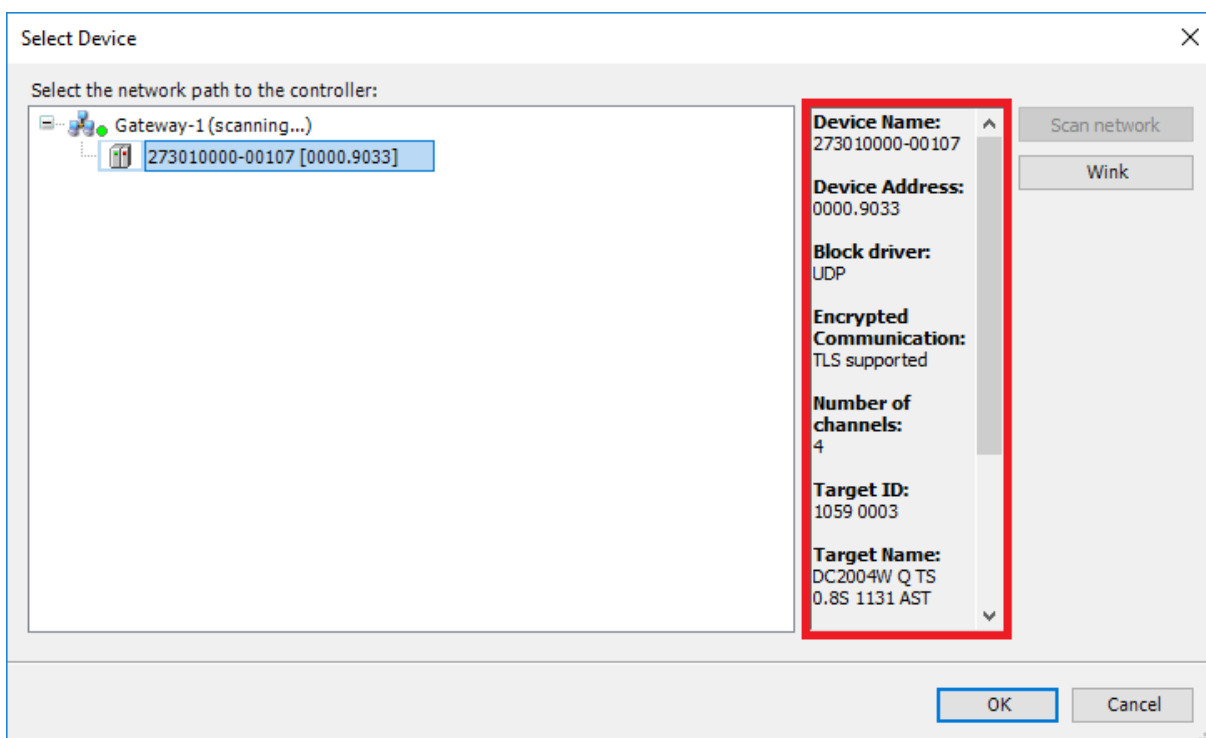 Select Device
Select the network path to the controller:
Gateway-1 (scanning...)
273010000-00107 [0000.9033]
Device Name:
273010000-00107
Device Address:
0000.9033
Block driver:
UDP
Encrypted
Communication:
TLS supported
Number of
channels:
4
Target ID:
1059 0003
Target Name:
DC2004W Q TS
0.8S 1131 AST
Scan network
Wink
OK
Cancel